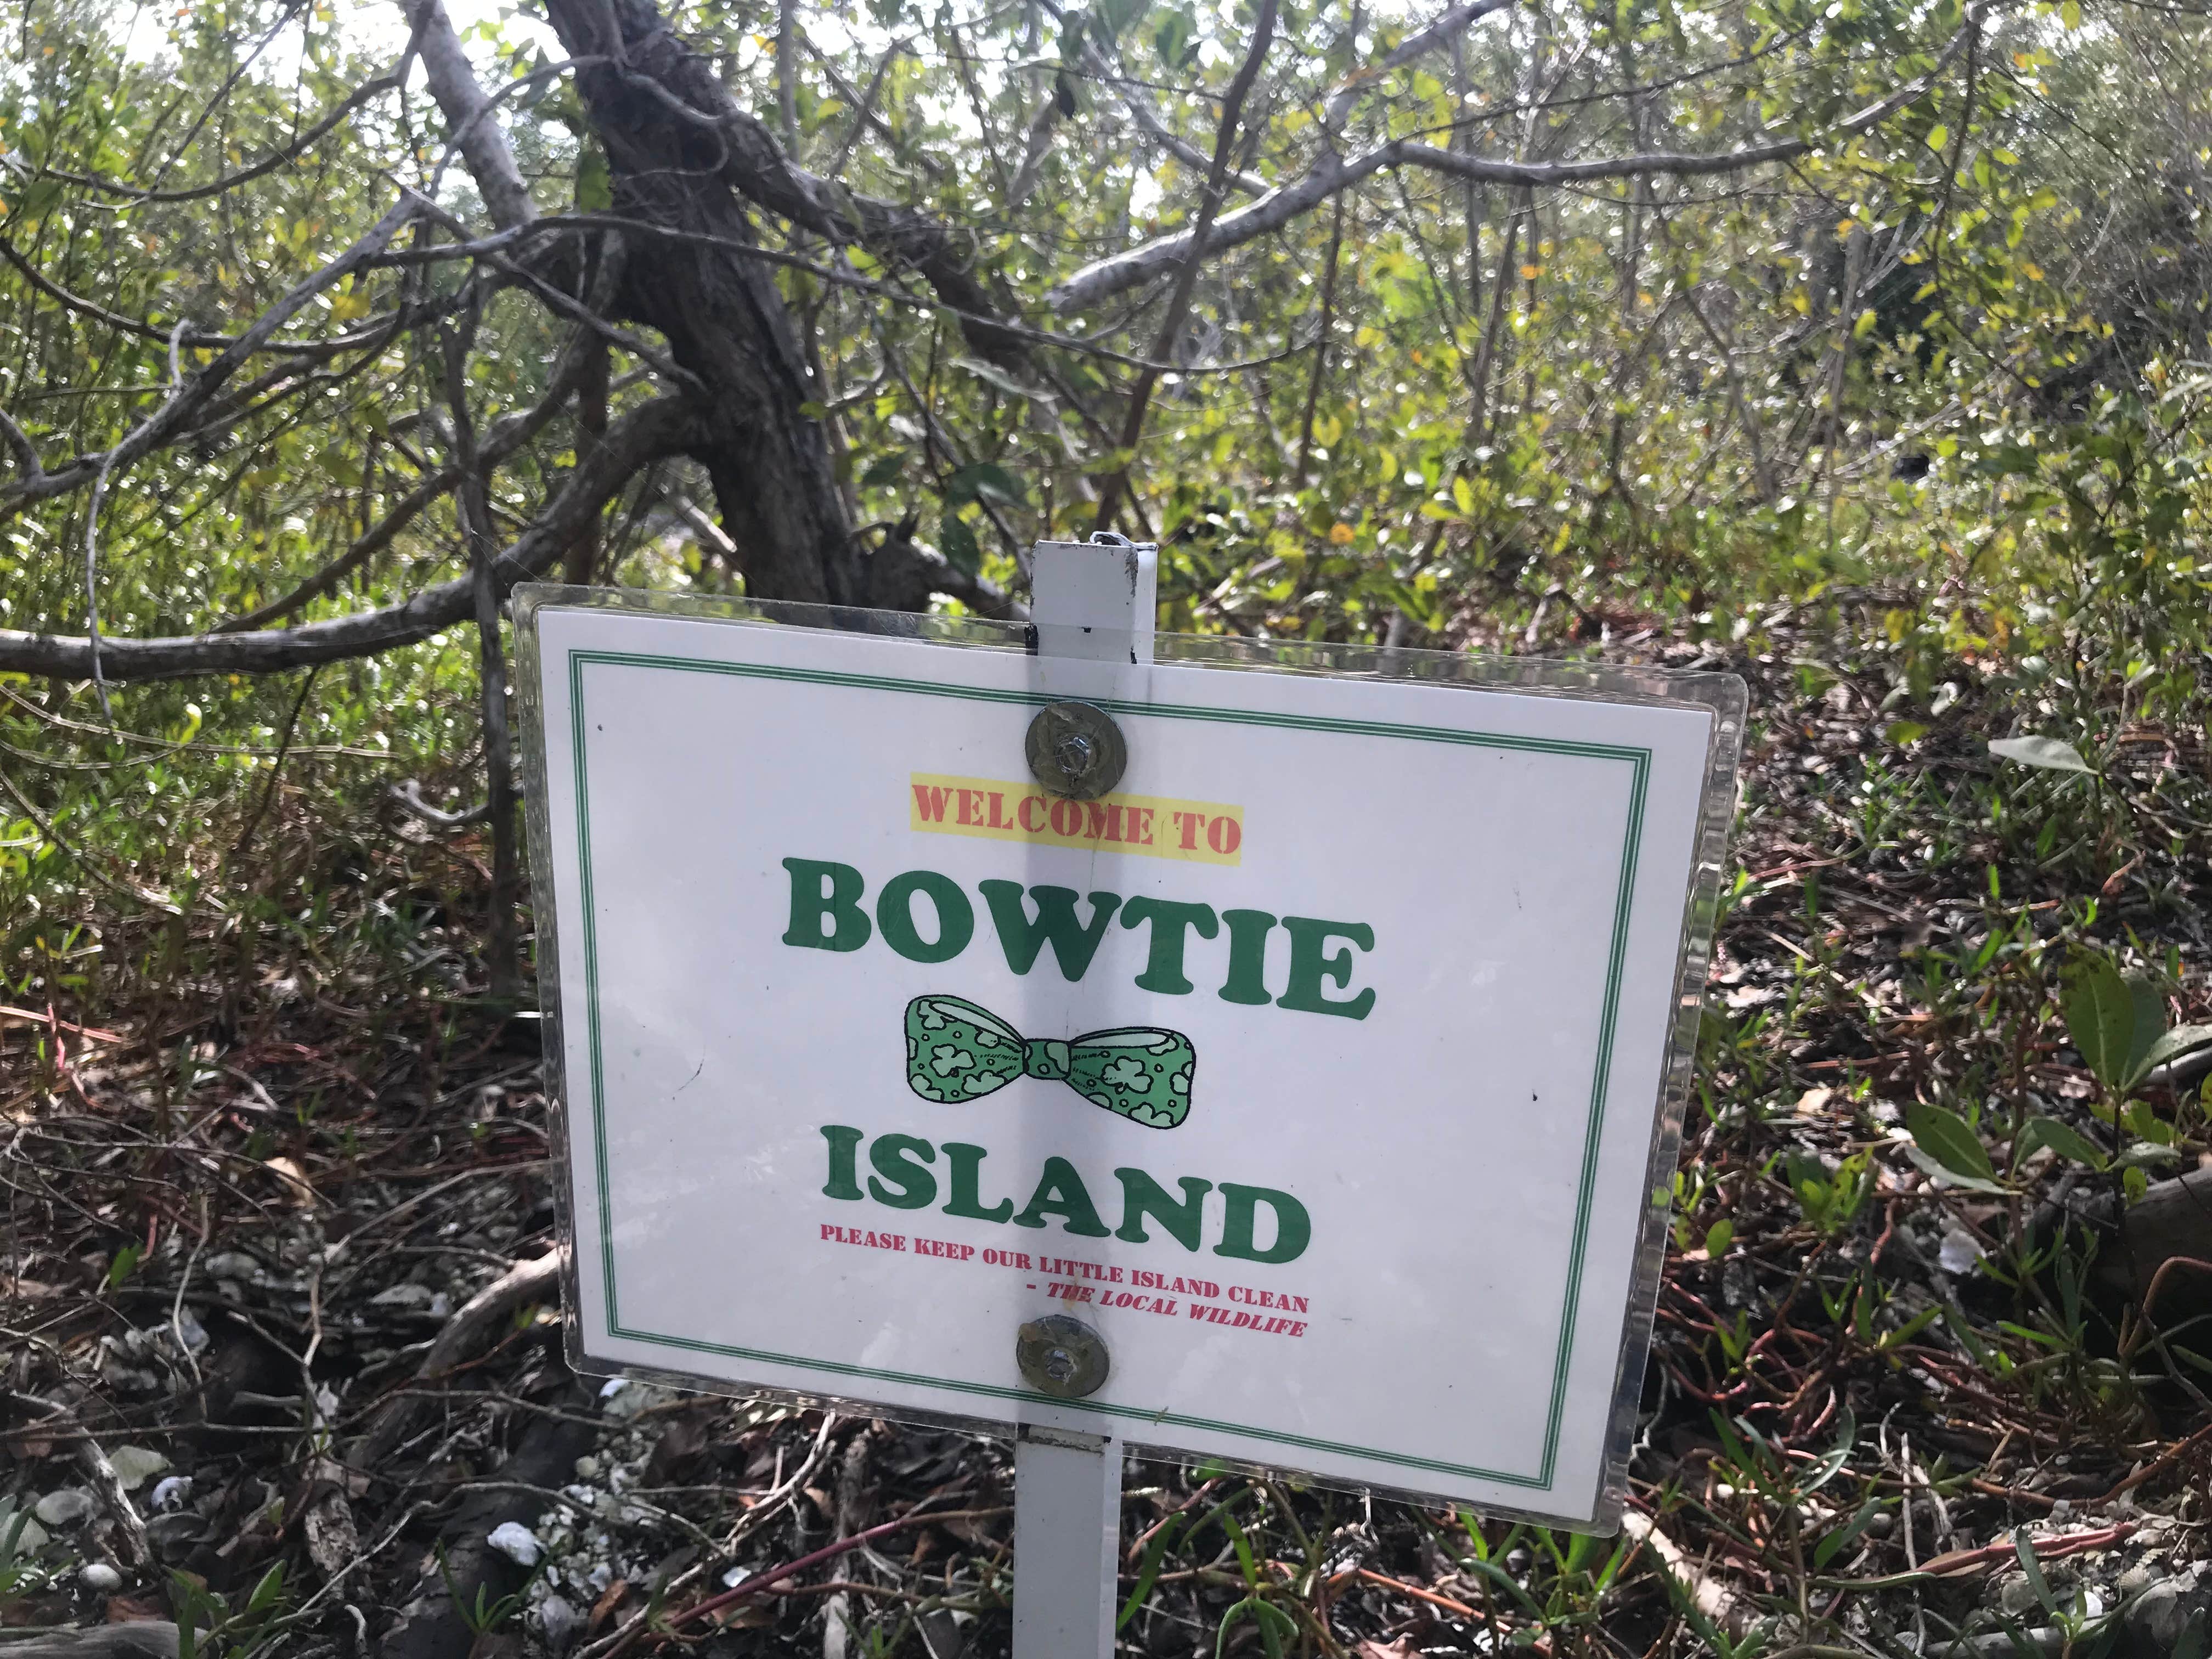 WELCOME TO
BOWTIE
ISLAND
PLEASE KEEP OUR LITTLE ISLAND CLEAN
- THE LOCAL WILDLIFE